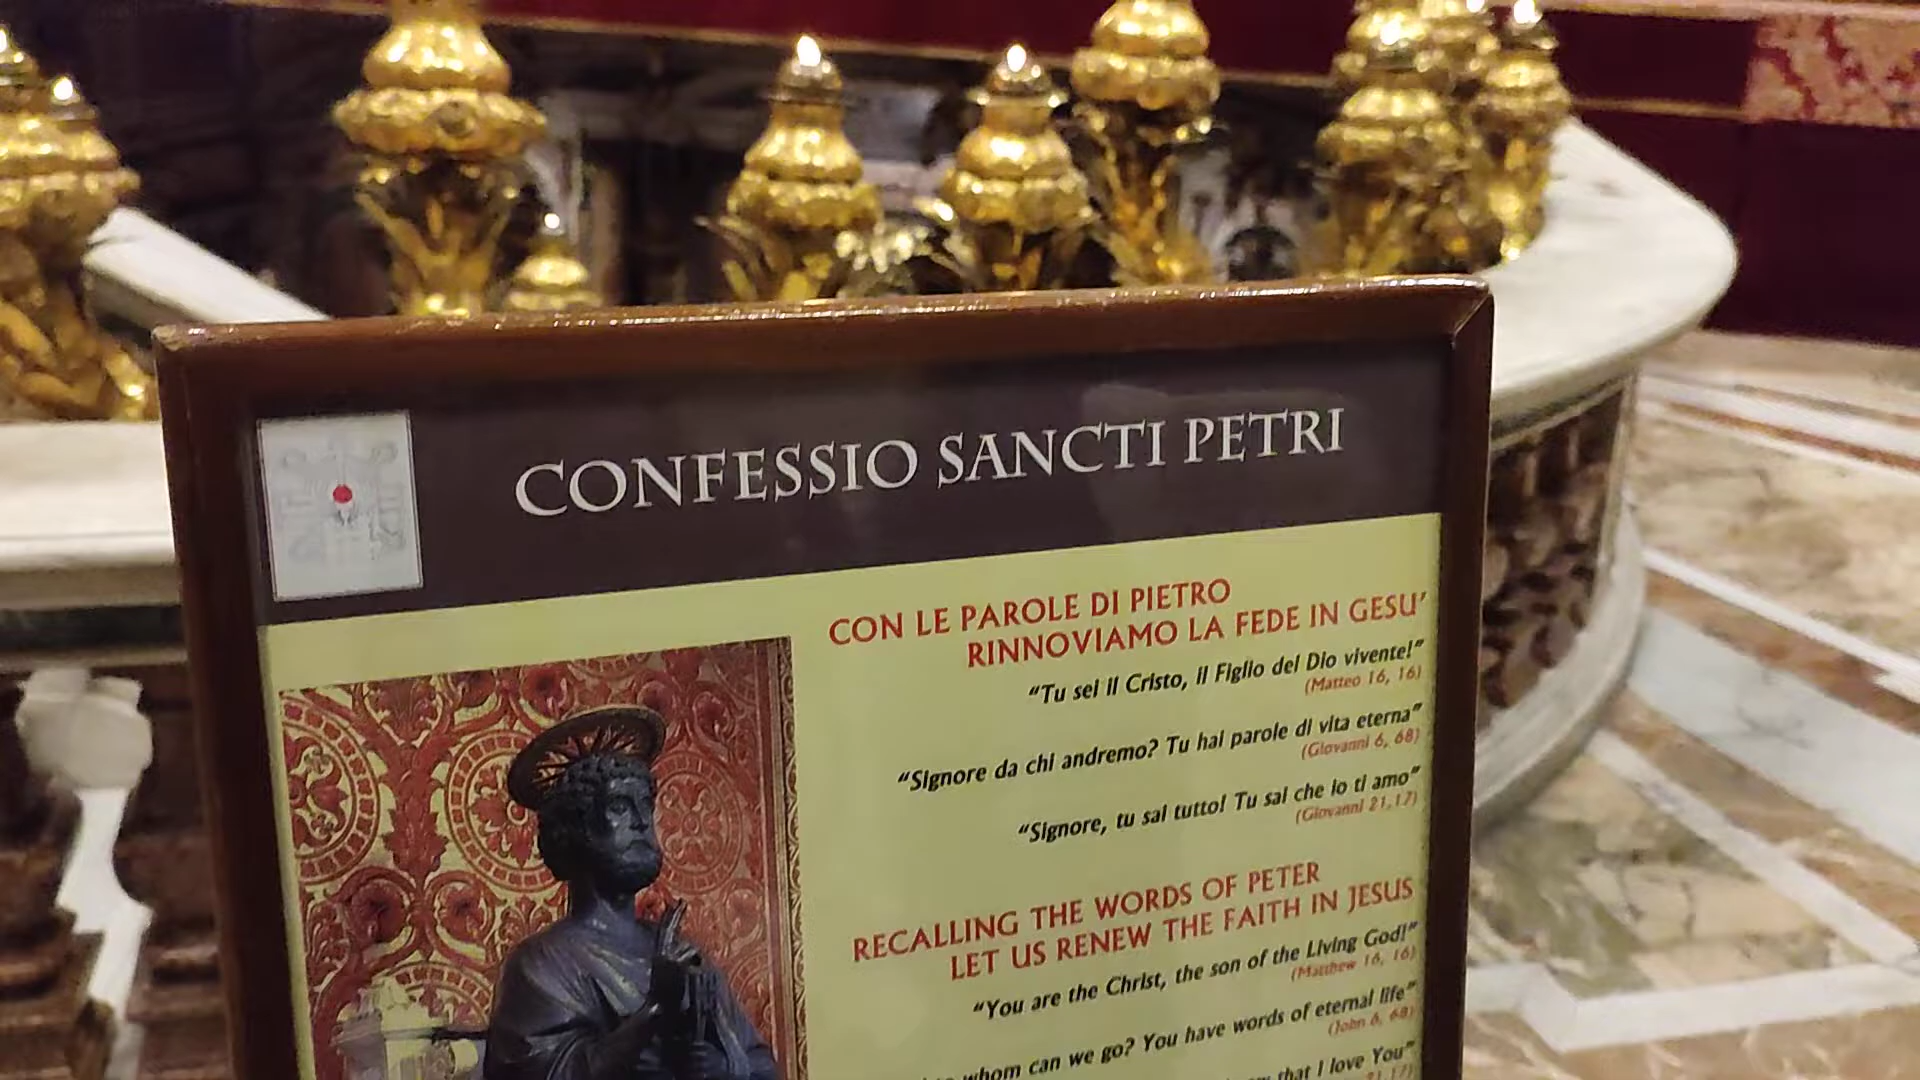 CONFESSIO SANCTI PETRI
CON LE PAROLE DI PIETRO
RINNOVIAMO LA FEDE IN GESU'
"Tu sei il Cristo, il Figlio del Dio vivente!"
(Matteo 16, 16)
"Signore da chi andremo? Tu hai parole di vita eterna"
(Giovanni 6, 68)
"Signore, tu sai tutto! Tu sai che io ti amo"
(Giovanni 21,17)
RECALLING THE WORDS OF PETER
LET US RENEW THE FAITH IN JESUS
"You are the Christ, the son of the Living God!"
(Matthew 16, 16)
whom can we go? You have words of eternal life"
(John 6, 68)
that I love You"
21,17)